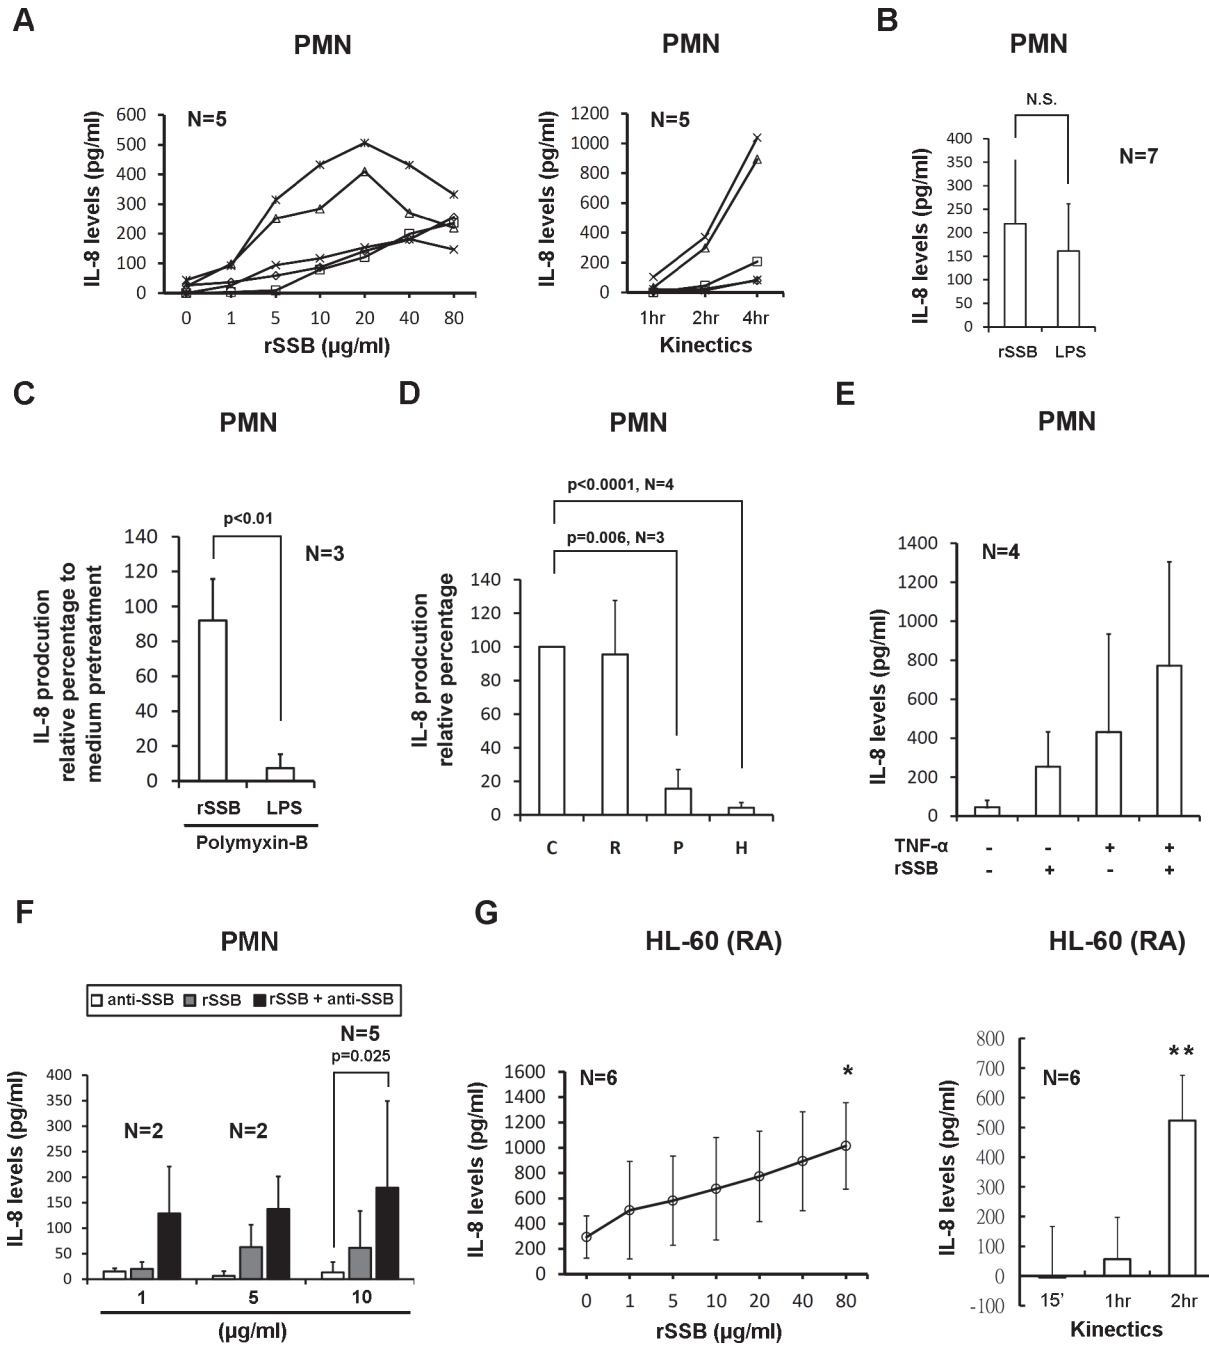 A
PMN
PMN
IL-8 levels (pg/ml)
600
500
400
300
200
100
0
N=5
0 1 5 10 20 40 80
rSSB (μg/ml)
IL-8 levels (pg/ml)
1200
1000
800
600
400
200
0
N=5
1hr 2hr 4hr
Kinectics
B
PMN
N.S.
N=7
IL-8 levels (pg/ml)
400
350
300
250
200
150
100
50
0
rSSB LPS
C
PMN
p<0.01
N=3
IL-8 prodcution
relative percentage to
medium pretreatment
140
120
100
80
60
40
20
0
rSSB LPS
Polymyxin-B
D
PMN
p<0.0001, N=4
p=0.006, N=3
IL-8 prodcution
relative percentage
140
120
100
80
60
40
20
0
C R P H
E
PMN
N=4
IL-8 levels (pg/ml)
1400
1200
1000
800
600
400
200
0
TNF-α - - + +
rSSB - + - +
F
PMN
anti-SSB rSSB rSSB + anti-SSB
N=5
p=0.025
N=2 N=2
IL-8 levels (pg/ml)
400
350
300
250
200
150
100
50
0
1 5 10
(μg/ml)
G
HL-60 (RA)
N=6
*
IL-8 levels (pg/ml)
1600
1400
1200
1000
800
600
400
200
0
0 1 5 10 20 40 80
rSSB (μg/ml)
HL-60 (RA)
N=6
**
IL-8 levels (pg/ml)
800
700
600
500
400
300
200
100
0
-100
15' 1hr 2hr
Kinectics